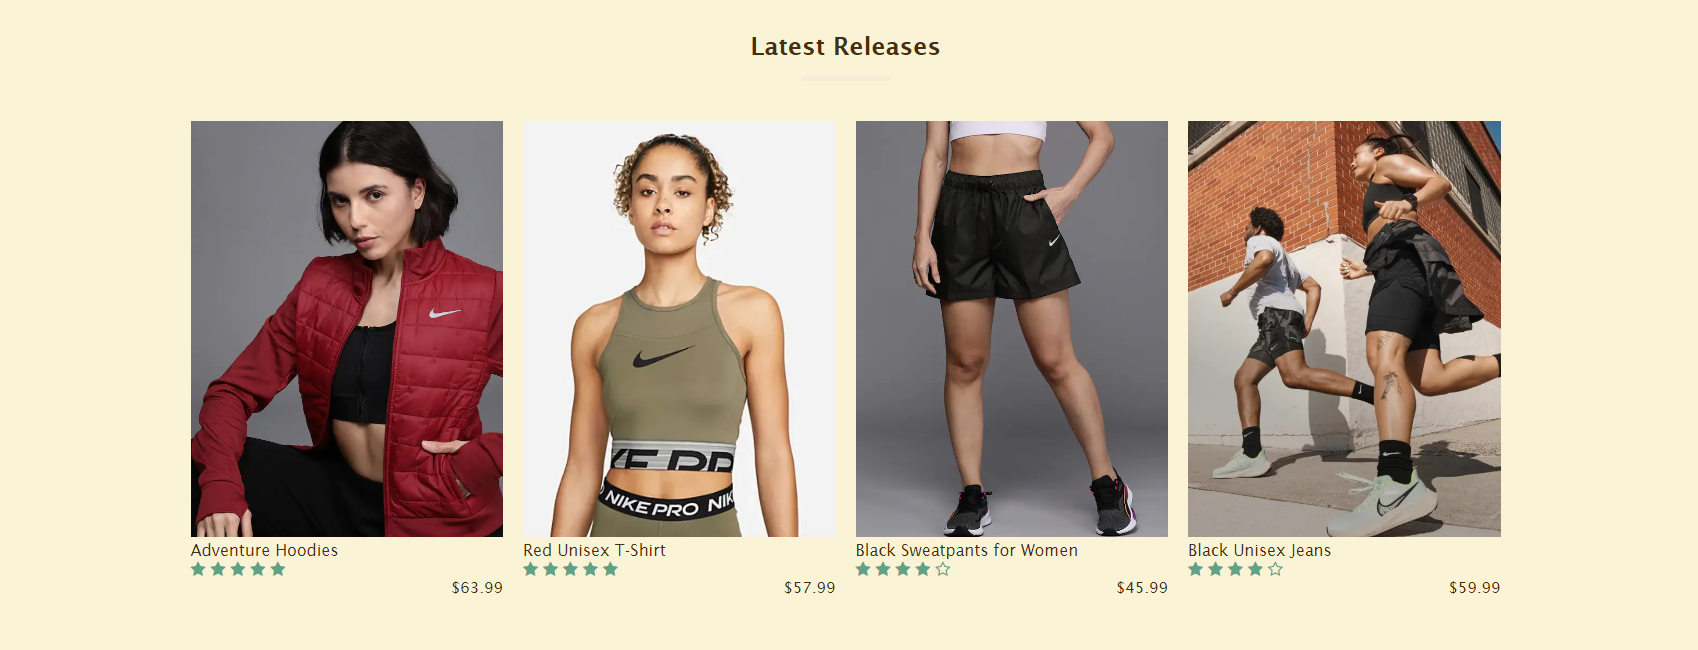 Latest Releases
NIKE PRO NIK
Adventure Hoodies
Red Unisex T-Shirt
Black Sweatpants for Women
Black Unisex Jeans
$63.99
$57.99
$45.99
$59.99